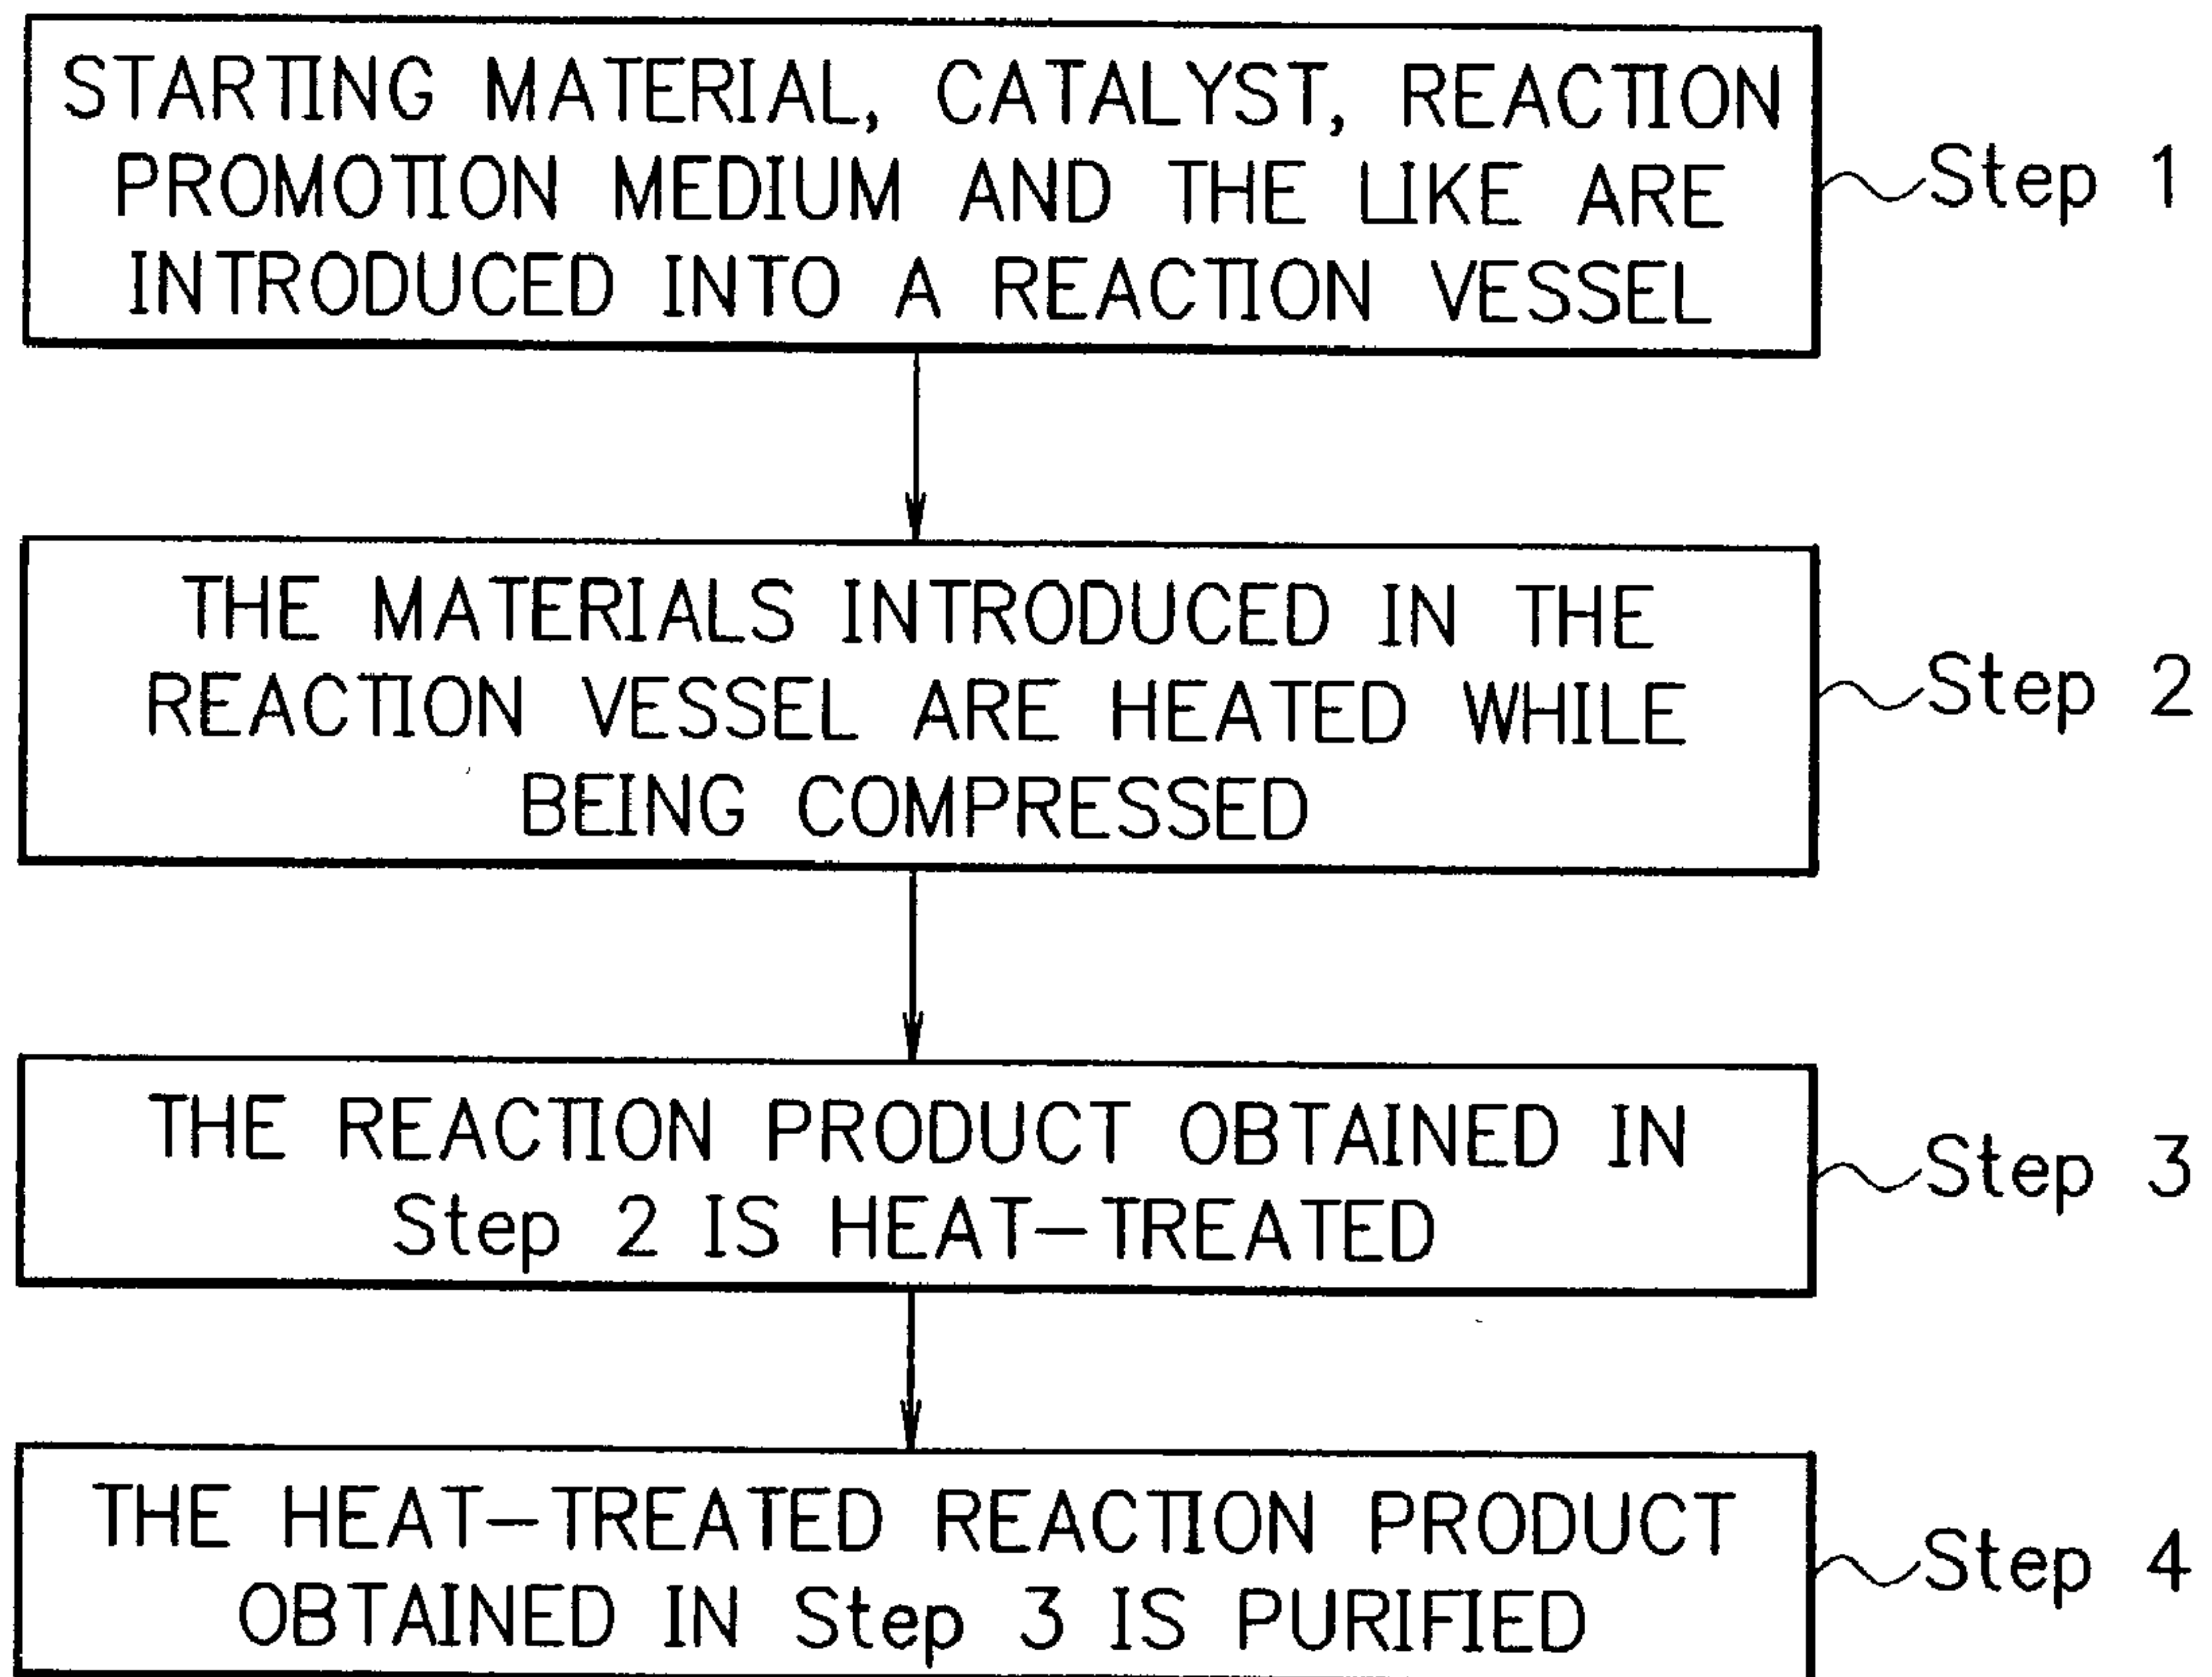 STARTING MATERIAL, CATALYST, REACTION
PROMOTION MEDIUM AND THE LIKE ARE
INTRODUCED INTO A REACTION VESSEL
Step 1
THE MATERIALS INTRODUCED IN THE
REACTION VESSEL ARE HEATED WHILE
BEING COMPRESSED
Step 2
THE REACTION PRODUCT OBTAINED IN
Step 2 IS HEAT-TREATED
Step 3
THE HEAT-TREATED REACTION PRODUCT
OBTAINED IN Step 3 IS PURIFIED
Step 4